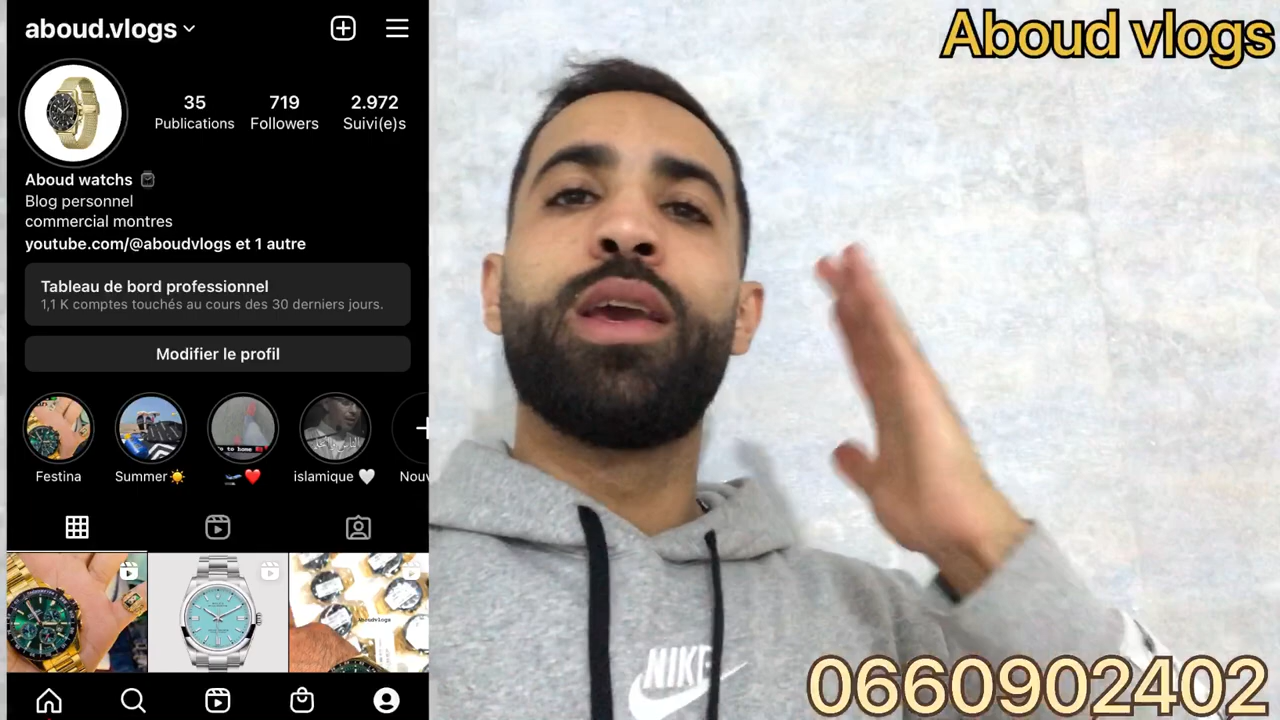 aboud.vlogs
35
719
2.972
Publications
Followers
Suivi(e)s
Aboud watchs
Blog personnel
commercial montres
youtube.com/@aboudvlogs et 1 autre
Tableau de bord professionnel
1,1 K comptes touchés au cours des 30 derniers jours.
Modifier le profil
Festina
Summer☀️
🛫❤️
islamique 🤍
Nouv
Aboudvlogs
Aboud vlogs
NIKE
0660902402